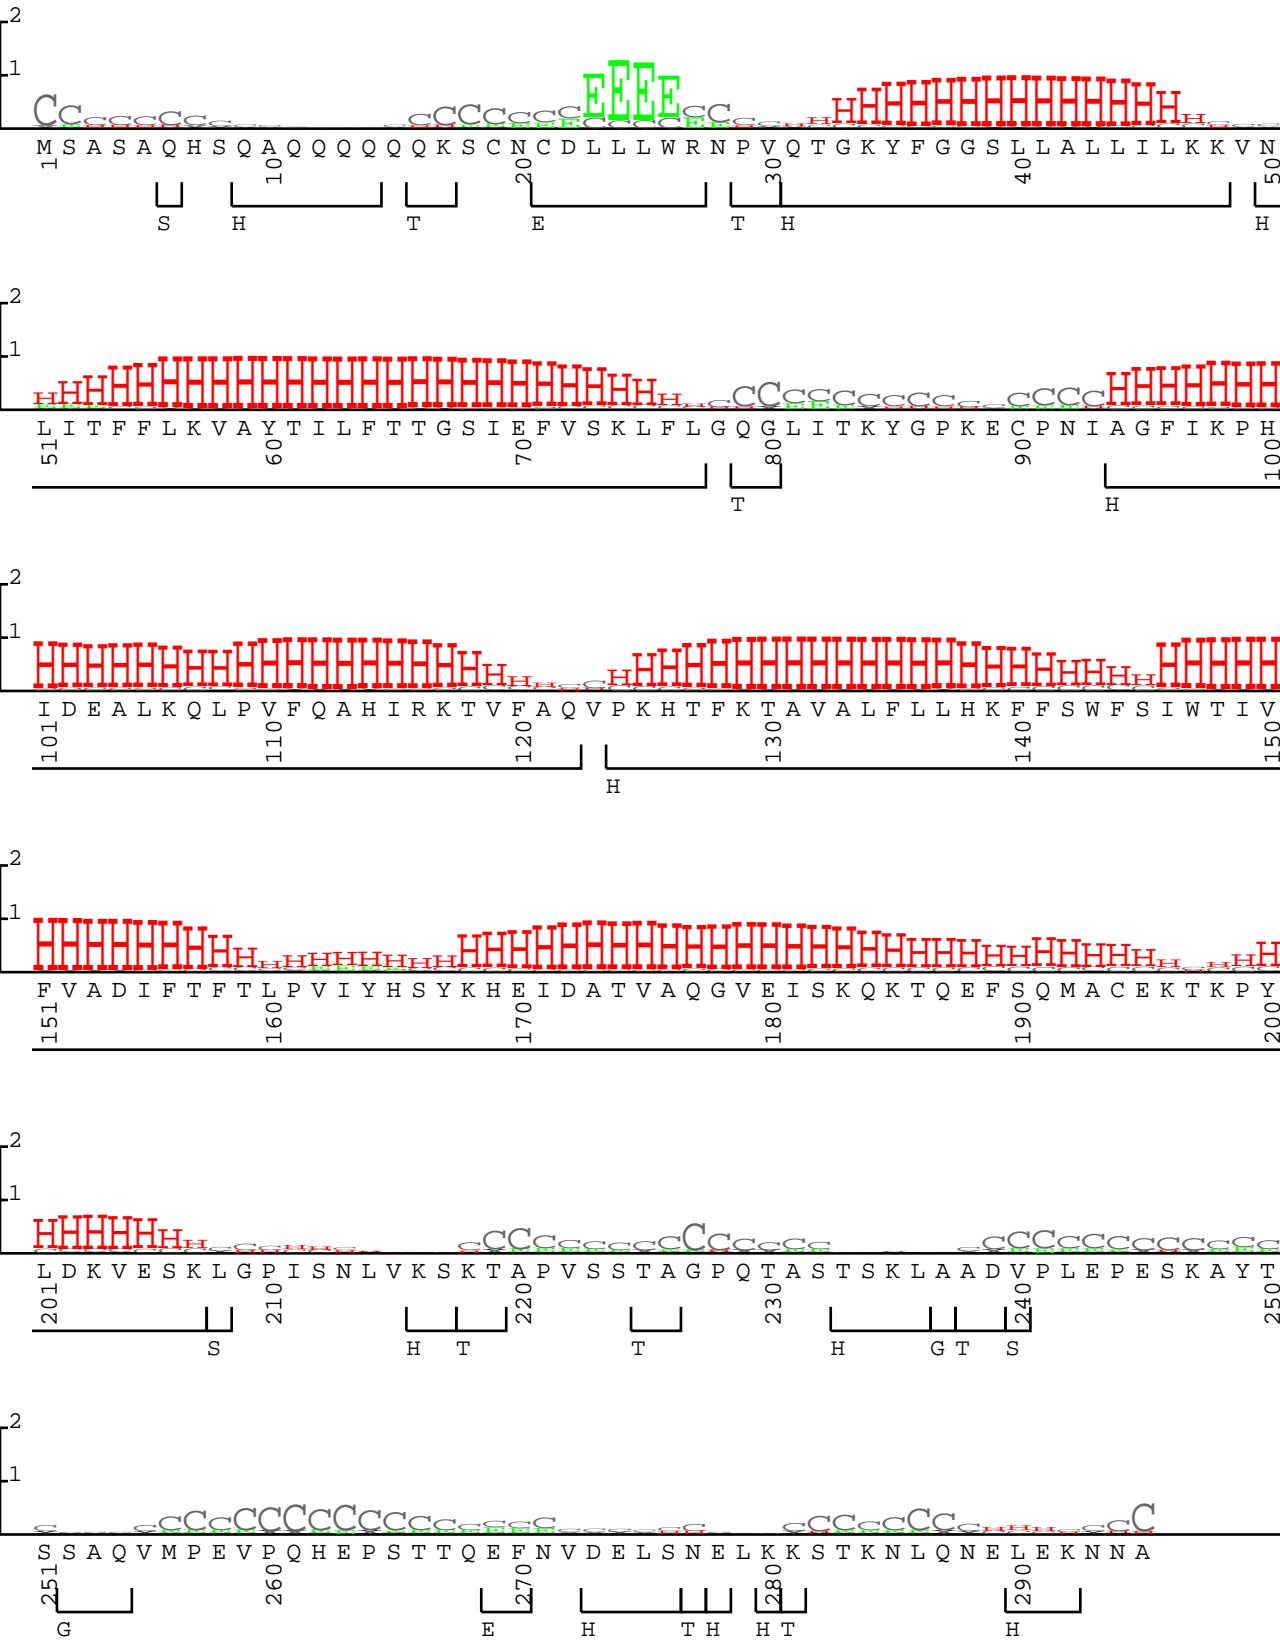 2
1
M S A S A Q H S Q A Q Q Q Q Q Q K S C N C D L L L W R N P V Q T G K Y F G G S L L A L L I L K K V N
1 10 20 30 40 50
S H T E T H H
2
1
L I T F F L K V A Y T I L F T T G S I E F V S K L F L G Q G L I T K Y G P K E C P N I A G F I K P H
51 60 70 80 90 100
T H
2
1
I D E A L K Q L P V F Q A H I R K T V F A Q V P K H T F K T A V A L F L L H K F F S W F S I W T I V
101 110 120 130 140 150
H
2
1
F V A D I F T F T L P V I Y H S Y K H E I D A T V A Q G V E I S K Q K T Q E F S Q M A C E K T K P Y
151 160 170 180 190 200
2
1
L D K V E S K L G P I S N L V K S K T A P V S S T A G P Q T A S T S K L A A D V P L E P E S K A Y T
201 210 220 230 240 250
S H T T H G T S
2
1
S S A Q V M P E V P Q H E P S T T Q E F N V D E L S N E L K K S T K N L Q N E L E K N N A
251 260 270 280 290
G E H T H H T H